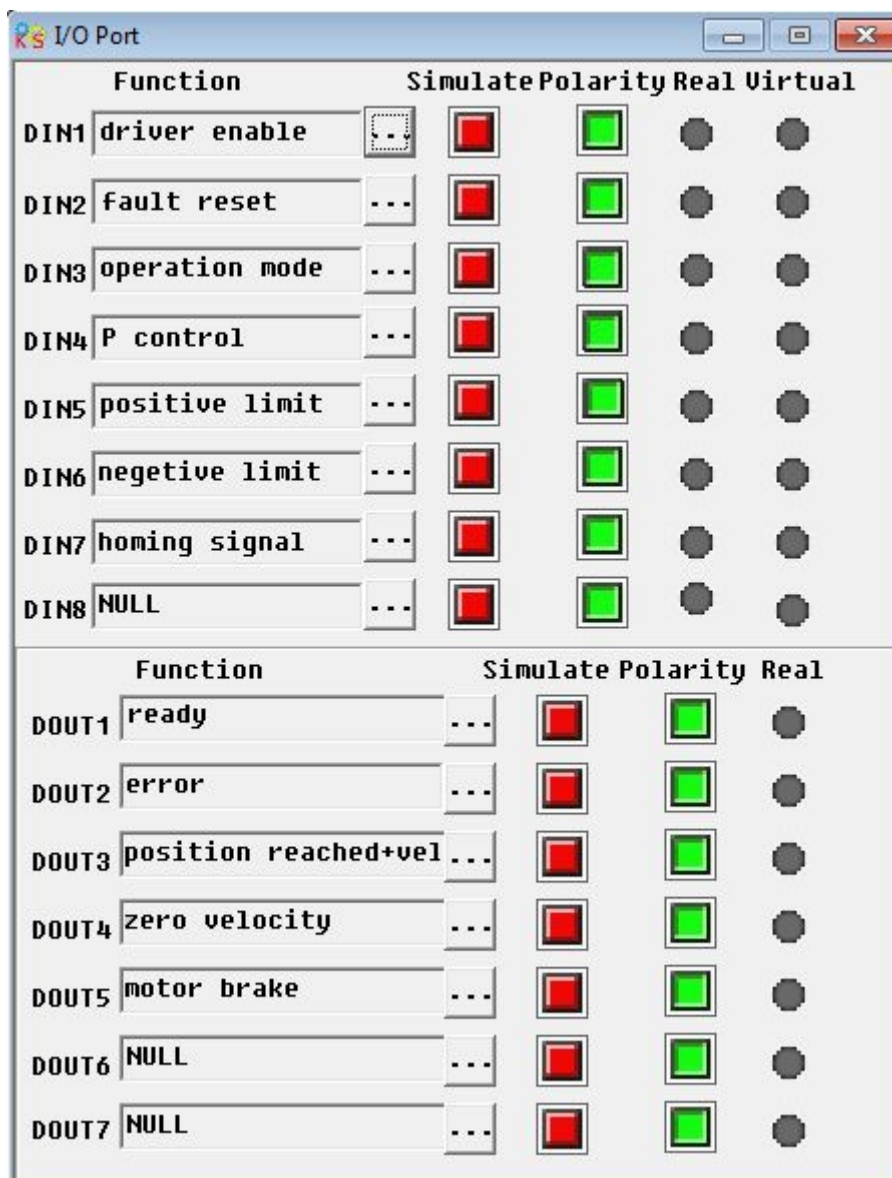 KS I/O Port
Function Simulate Polarity Real Virtual
DIN1 driver enable ...
DIN2 fault reset ...
DIN3 operation mode ...
DIN4 P control ...
DIN5 positive limit ...
DIN6 negetive limit ...
DIN7 homing signal ...
DIN8 NULL ...
Function Simulate Polarity Real
DOUT1 ready ...
DOUT2 error ...
DOUT3 position reached+vel ...
DOUT4 zero velocity ...
DOUT5 motor brake ...
DOUT6 NULL ...
DOUT7 NULL ...